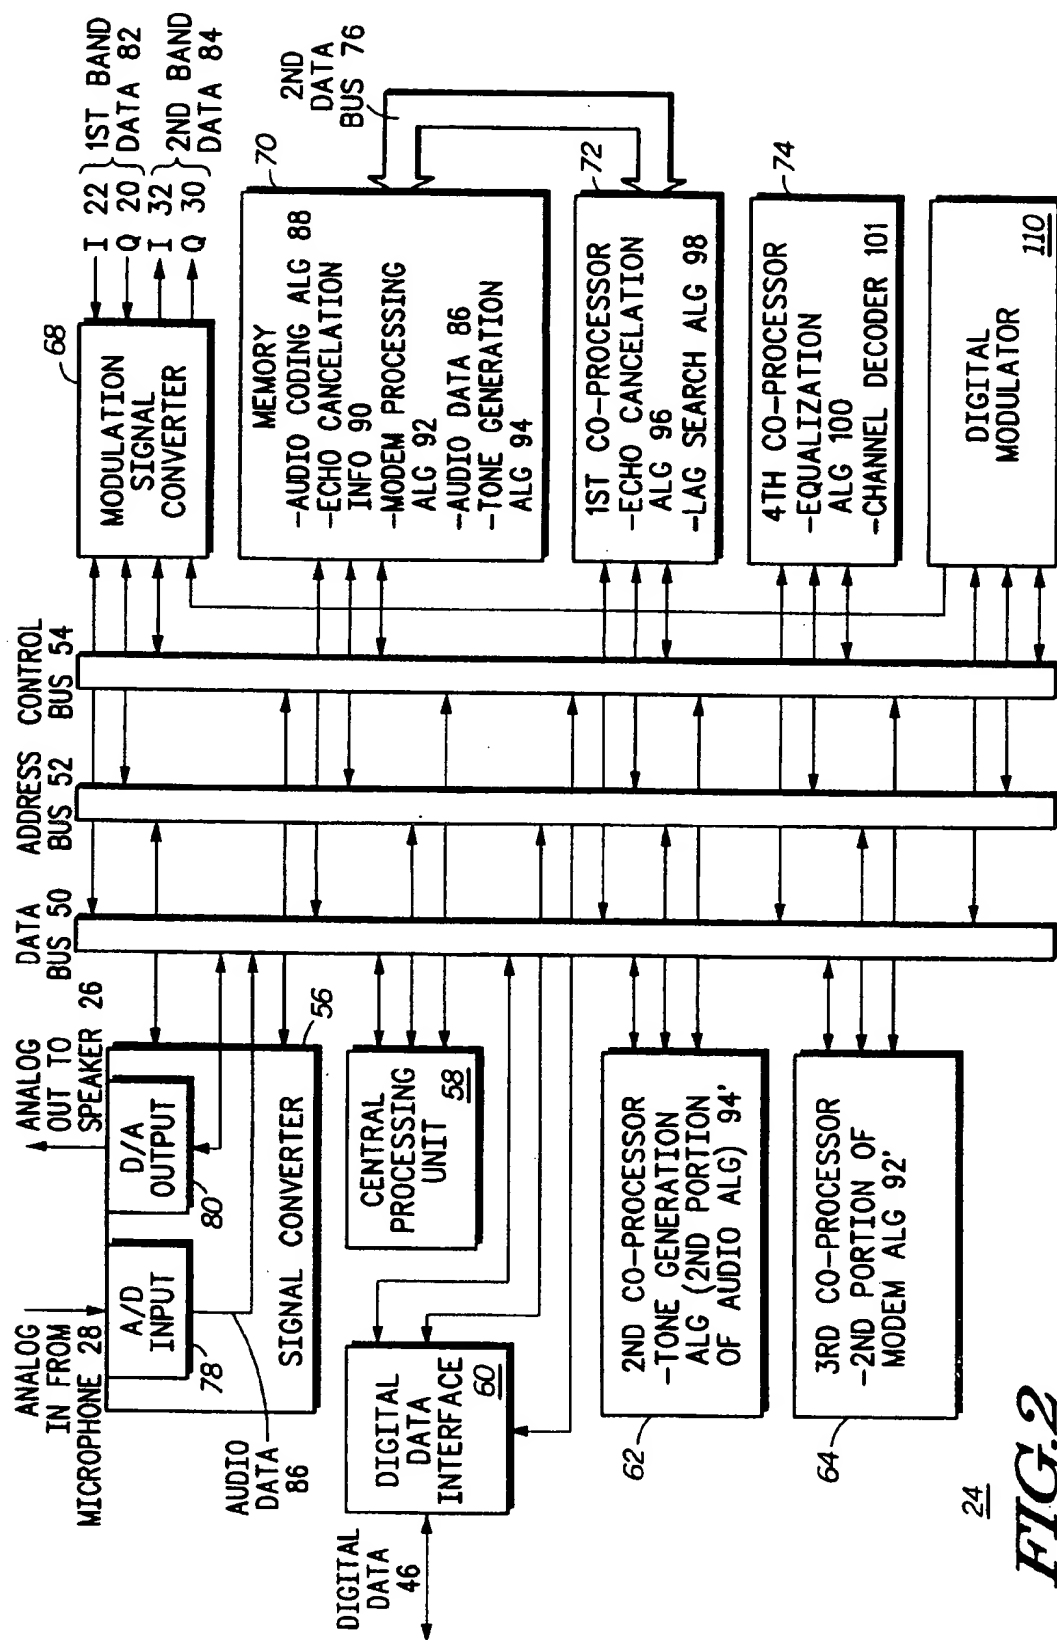 ANALOG
IN FROM
MICROPHONE 28
ANALOG
OUT TO
SPEAKER 26
DATA
BUS 50
ADDRESS
BUS 52
CONTROL
BUS 54
68
MODULATION
SIGNAL
CONVERTER
I 22
Q 20
1ST BAND
DATA 82
I 32
Q 30
2ND BAND
DATA 84
A/D
INPUT
78
D/A
OUTPUT
80
SIGNAL CONVERTER
56
AUDIO
DATA
86
70
MEMORY
-AUDIO CODING ALG 88
-ECHO CANCELATION
INFO 90
-MODEM PROCESSING
ALG 92
-AUDIO DATA 86
-TONE GENERATION
ALG 94
2ND
DATA
BUS 76
CENTRAL
PROCESSING
UNIT
58
DIGITAL
DATA
INTERFACE
60
DIGITAL
DATA
46
72
1ST CO-PROCESSOR
-ECHO CANCELATION
ALG 96
-LAG SEARCH ALG 98
62
2ND CO-PROCESSOR
-TONE GENERATION
ALG (2ND PORTION
OF AUDIO ALG) 94'
74
4TH CO-PROCESSOR
-EQUALIZATION
ALG 100
-CHANNEL DECODER 101
64
3RD CO-PROCESSOR
-2ND PORTION OF
MODEM ALG 92'
DIGITAL
MODULATOR
110
24
FIG.2